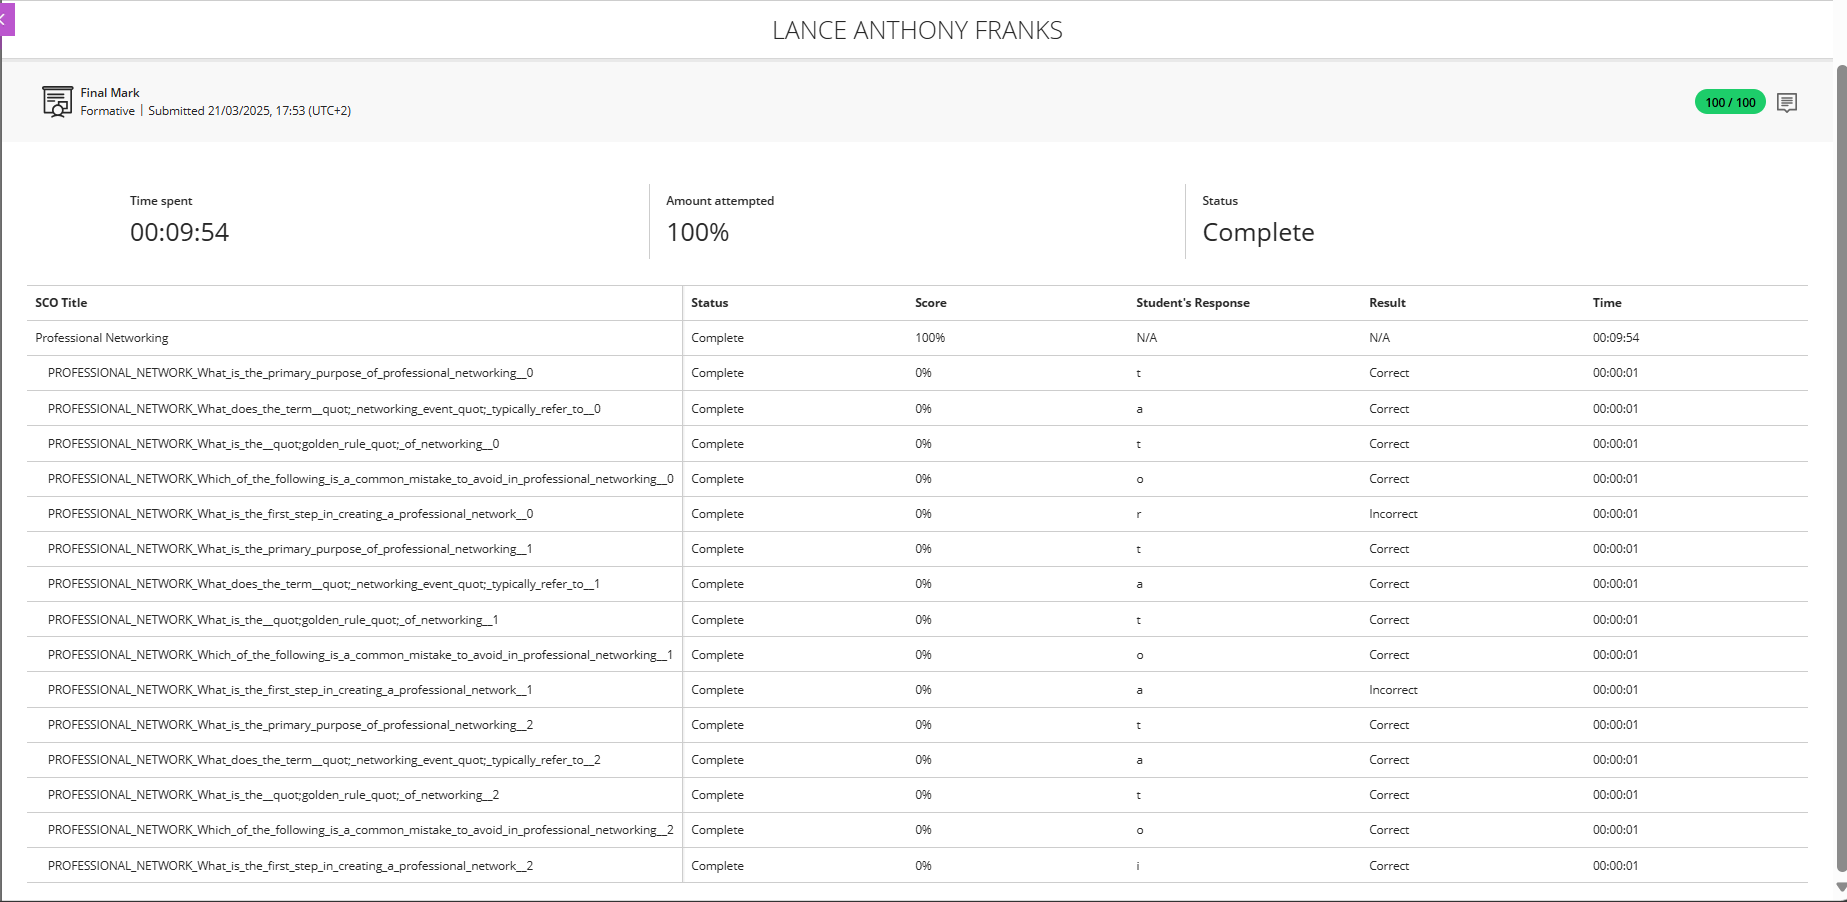 LANCE ANTHONY FRANKS
Final Mark
Formative | Submitted 21/03/2025, 17:53 (UTC+2)
100 / 100
Time spent
00:09:54
Amount attempted
100%
Status
Complete
SCO Title Status Score Student's Response Result Time
Professional Networking Complete 100% N/A N/A 00:09:54
PROFESSIONAL_NETWORK_What_is_the_primary_purpose_of_professional_networking__0 Complete 0% t Correct 00:00:01
PROFESSIONAL_NETWORK_What_does_the_term__quot;_networking_event_quot;_typically_refer_to__0 Complete 0% a Correct 00:00:01
PROFESSIONAL_NETWORK_What_is_the__quot;golden_rule_quot;_of_networking__0 Complete 0% t Correct 00:00:01
PROFESSIONAL_NETWORK_Which_of_the_following_is_a_common_mistake_to_avoid_in_professional_networking__0 Complete 0% o Correct 00:00:01
PROFESSIONAL_NETWORK_What_is_the_first_step_in_creating_a_professional_network__0 Complete 0% r Incorrect 00:00:01
PROFESSIONAL_NETWORK_What_is_the_primary_purpose_of_professional_networking__1 Complete 0% t Correct 00:00:01
PROFESSIONAL_NETWORK_What_does_the_term__quot;_networking_event_quot;_typically_refer_to__1 Complete 0% a Correct 00:00:01
PROFESSIONAL_NETWORK_What_is_the__quot;golden_rule_quot;_of_networking__1 Complete 0% t Correct 00:00:01
PROFESSIONAL_NETWORK_Which_of_the_following_is_a_common_mistake_to_avoid_in_professional_networking__1 Complete 0% o Correct 00:00:01
PROFESSIONAL_NETWORK_What_is_the_first_step_in_creating_a_professional_network__1 Complete 0% a Incorrect 00:00:01
PROFESSIONAL_NETWORK_What_is_the_primary_purpose_of_professional_networking__2 Complete 0% t Correct 00:00:01
PROFESSIONAL_NETWORK_What_does_the_term__quot;_networking_event_quot;_typically_refer_to__2 Complete 0% a Correct 00:00:01
PROFESSIONAL_NETWORK_What_is_the__quot;golden_rule_quot;_of_networking__2 Complete 0% t Correct 00:00:01
PROFESSIONAL_NETWORK_Which_of_the_following_is_a_common_mistake_to_avoid_in_professional_networking__2 Complete 0% o Correct 00:00:01
PROFESSIONAL_NETWORK_What_is_the_first_step_in_creating_a_professional_network__2 Complete 0% i Correct 00:00:01